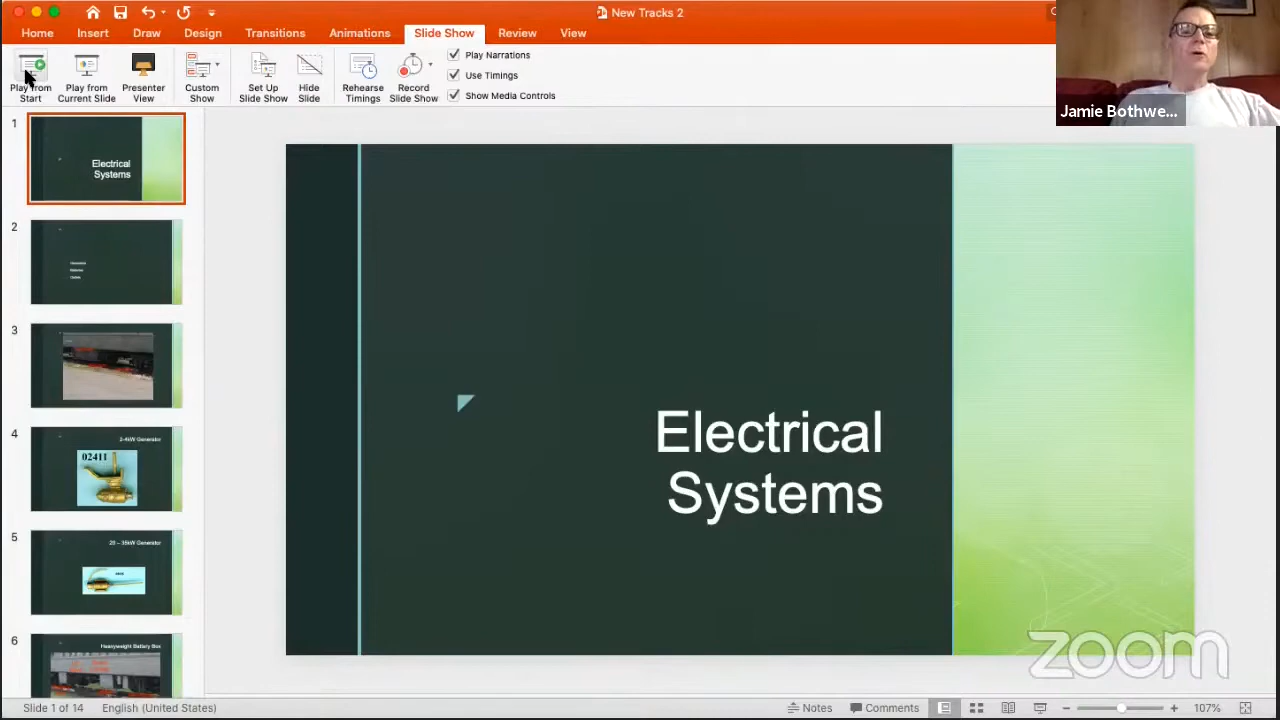 New Tracks 2
Home Insert Draw Design Transitions Animations Slide Show Review View
Play from Start
Play from Current Slide
Presenter View
Custom Show
Set Up Slide Show
Hide Slide
Rehearse Timings
Record Slide Show
Play Narrations
Use Timings
Show Media Controls
Jamie Bothwe...
1
Electrical
Systems
2
3
4
2-4kW Generator
02411
5
25 – 35kW Generator
6
Heavyweight Battery Box
Electrical
Systems
zoom
Slide 1 of 14 English (United States) Notes Comments 107%